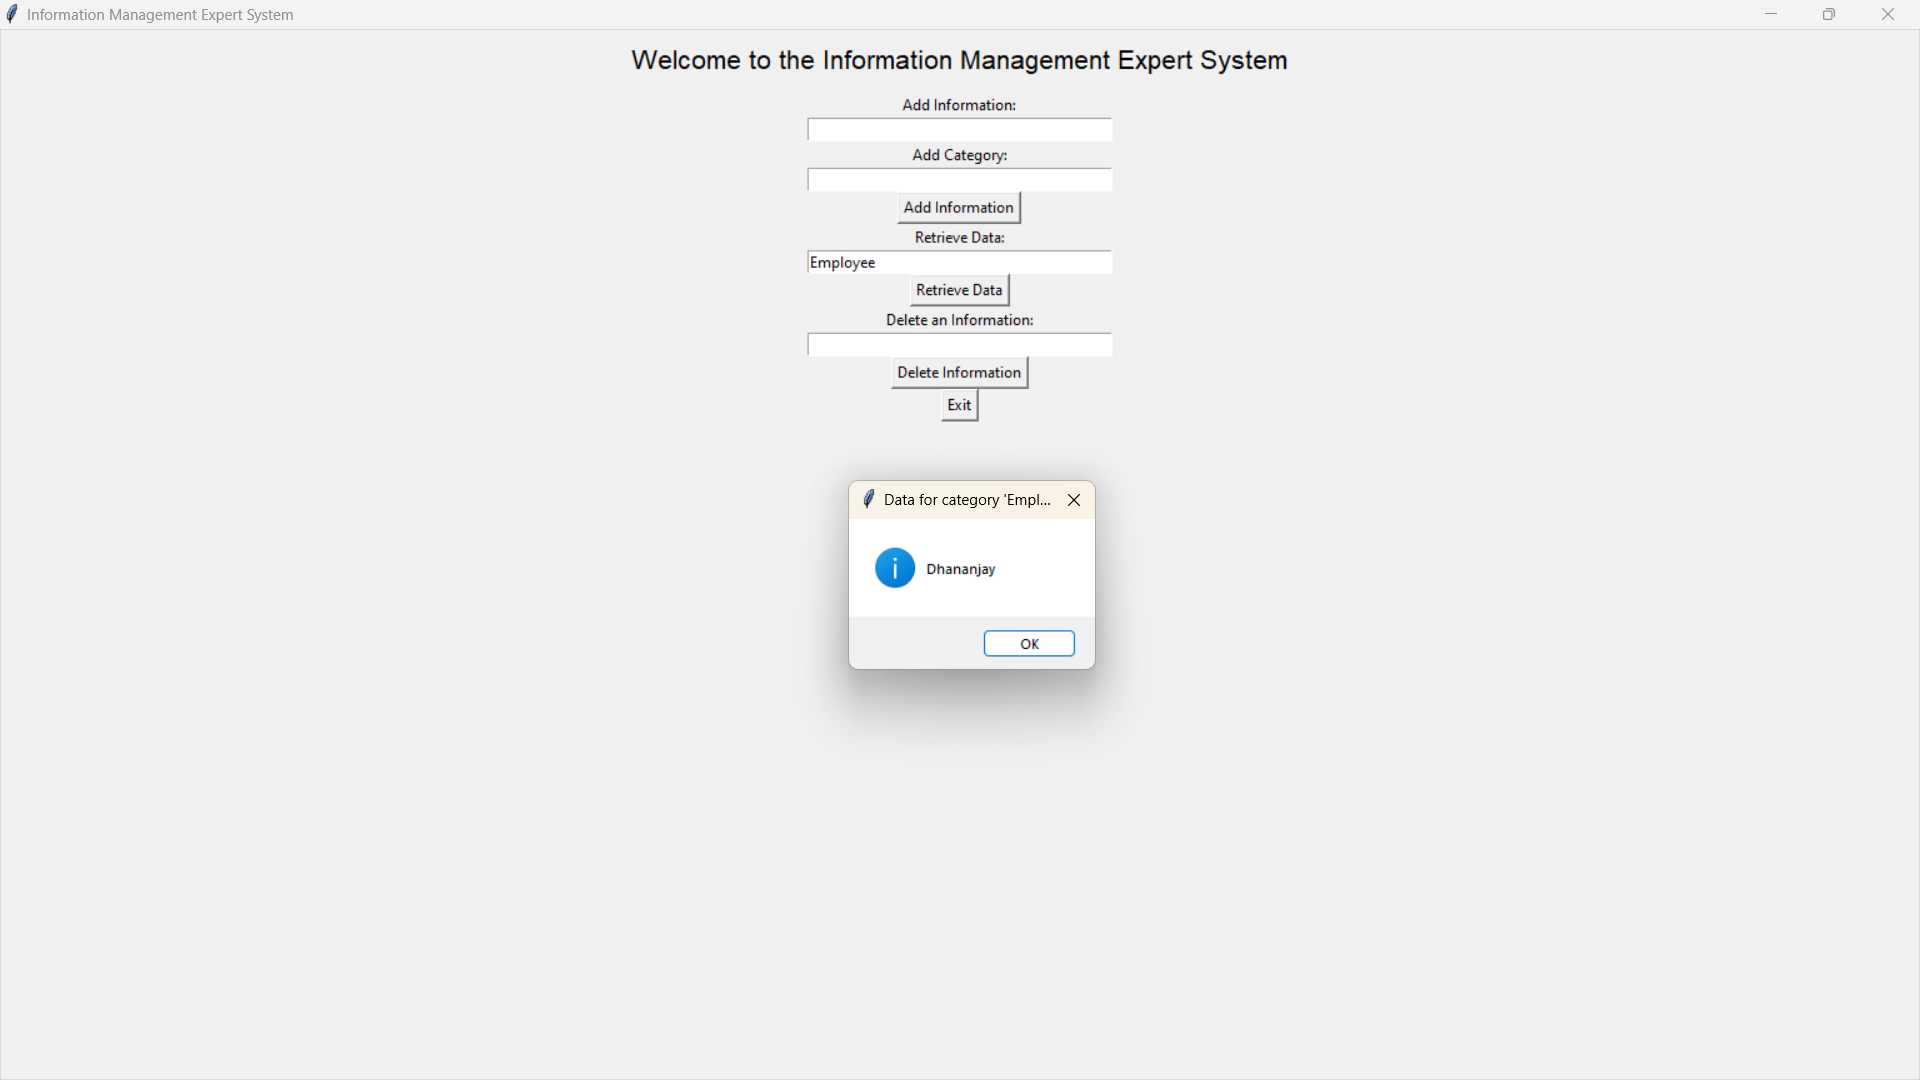 Information Management Expert System
Welcome to the Information Management Expert System
Add Information:
Add Category:
Add Information
Retrieve Data:
Employee
Retrieve Data
Delete an Information:
Delete Information
Exit
Data for category 'Empl...
Dhananjay
OK